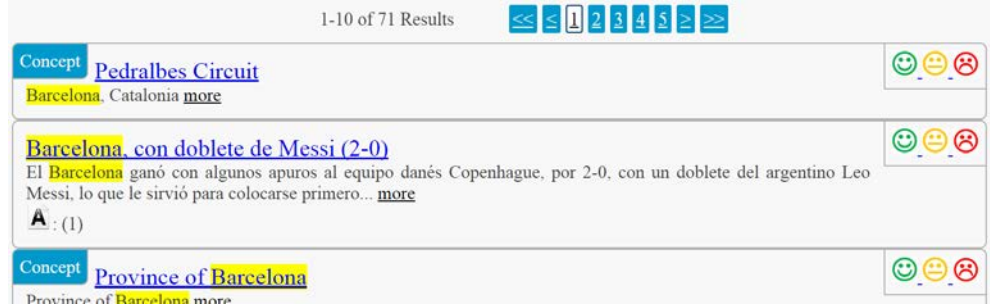 1-10 of 71 Results << < 1 2 3 4 5 > >>
Concept Pedralbes Circuit
Barcelona, Catalonia more
Barcelona, con doblete de Messi (2-0)
El Barcelona ganó con algunos apuros al equipo danés Copenhague, por 2-0, con un doblete del argentino Leo
Messi, lo que le sirvió para colocarse primero... more
A : (1)
Concept Province of Barcelona
Province of Barcelona more